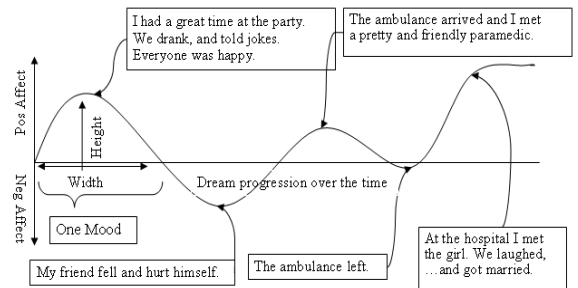 I had a great time at the party.
We drank, and told jokes.
Everyone was happy.
The ambulance arrived and I met
a pretty and friendly paramedic.
Pos Affect
Neg Affect
Height
Width
Dream progression over the time
One Mood
My friend fell and hurt himself.
The ambulance left.
At the hospital I met
the girl. We laughed,
…and got married.